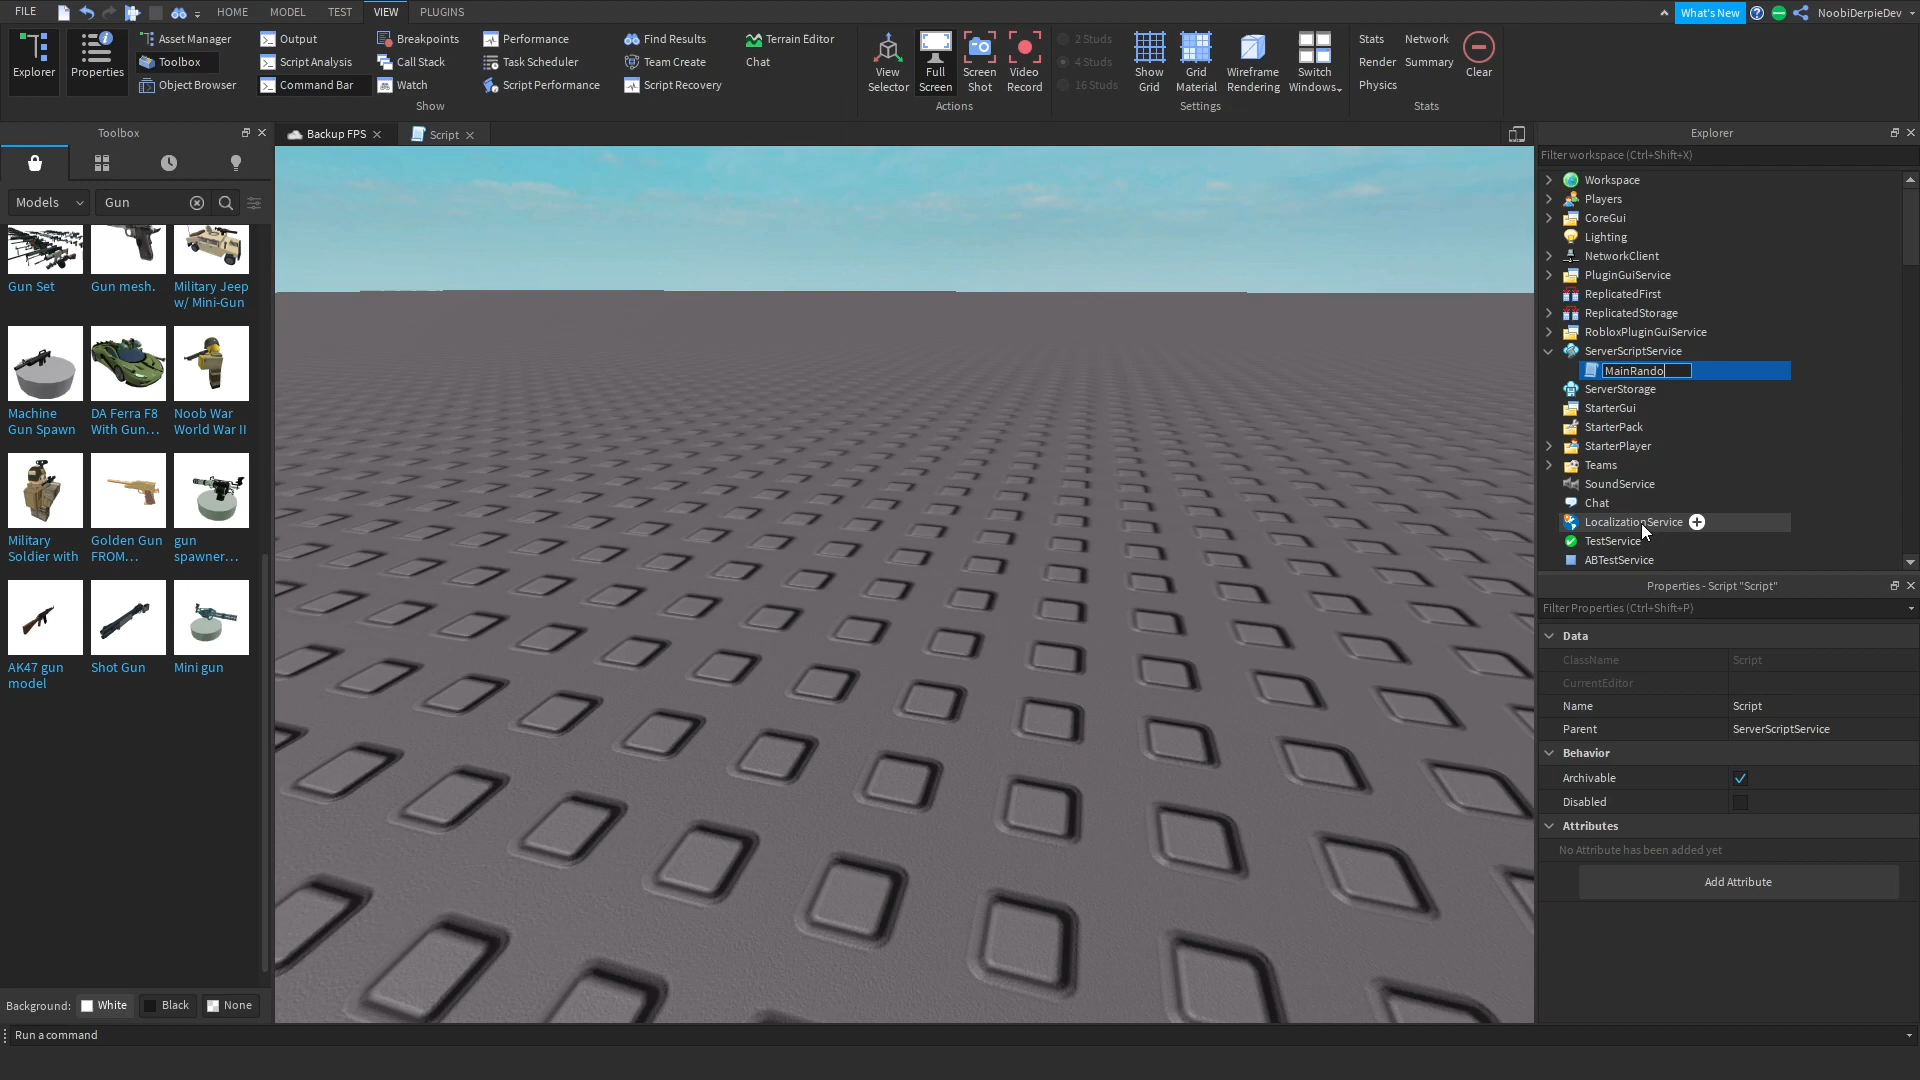 FILE
HOME
MODEL
TEST
VIEW
PLUGINS
What's New
NoobiDerpieDev
Explorer
Properties
Asset Manager
Toolbox
Object Browser
Output
Script Analysis
Command Bar
Breakpoints
Call Stack
Watch
Performance
Task Scheduler
Script Performance
Find Results
Team Create
Script Recovery
Terrain Editor
Chat
Show
View
Selector
Full
Screen
Screen
Shot
Video
Record
Actions
2 Studs
4 Studs
16 Studs
Show
Grid
Grid
Material
Wireframe
Rendering
Switch
Windows
Settings
Stats
Network
Render
Summary
Physics
Clear
Stats
Toolbox
Models
Gun
Gun Set
Gun mesh.
Military Jeep
w/ Mini-Gun
Machine
Gun Spawn
DA Ferra F8
With Gun...
Noob War
World War II
Military
Soldier with
Golden Gun
FROM...
gun
spawner...
AK47 gun
model
Shot Gun
Mini gun
Background:
White
Black
None
Run a command
Backup FPS
Script
Explorer
Filter workspace (Ctrl+Shift+X)
Workspace
Players
CoreGui
Lighting
NetworkClient
PluginGuiService
ReplicatedFirst
ReplicatedStorage
RobloxPluginGuiService
ServerScriptService
MainRando
ServerStorage
StarterGui
StarterPack
StarterPlayer
Teams
SoundService
Chat
LocalizationService
TestService
ABTestService
Properties - Script "Script"
Filter Properties (Ctrl+Shift+P)
Data
ClassName Script
CurrentEditor
Name Script
Parent ServerScriptService
Behavior
Archivable
Disabled
Attributes
No Attribute has been added yet
Add Attribute